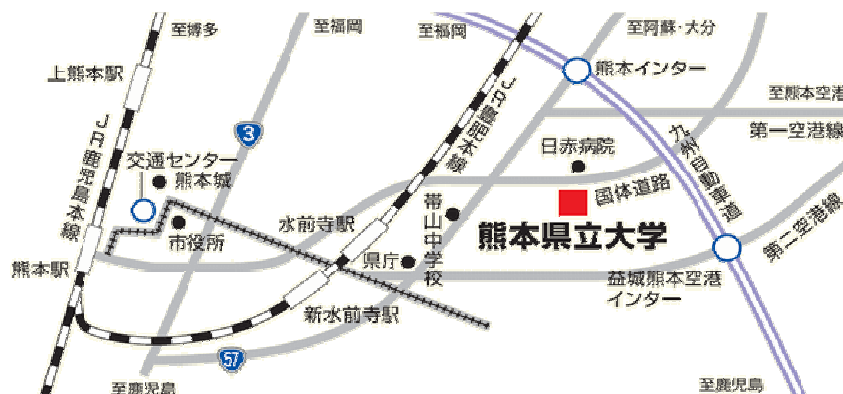 至博多
至福岡
至福岡
至阿蘇・大分
上熊本駅
熊本インター
至熊本空港
JR豊肥本線
第一空港線
3
JR鹿児島本線
九州自動車道
日赤病院
交通センター
熊本城
国体道路
帯山中学校
水前寺駅
市役所
熊本県立大学
第二空港線
熊本駅
県庁
益城熊本空港
インター
新水前寺駅
57
至鹿児島
至鹿児島